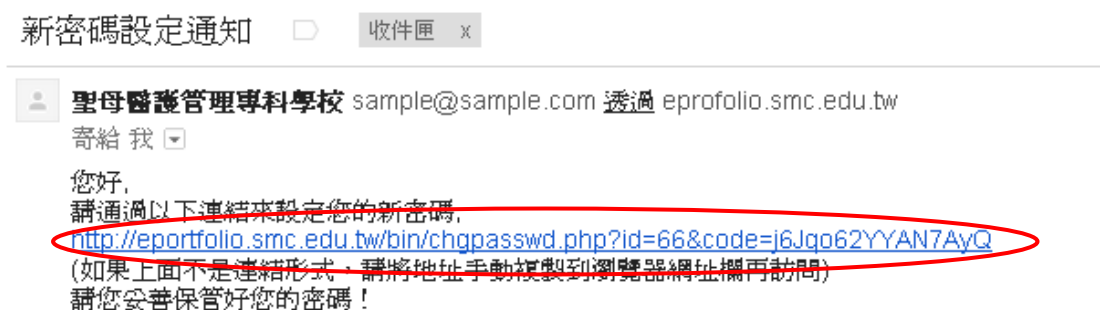 新密碼設定通知 收件匣 x
聖母醫護管理專科學校 sample@sample.com 透過 eprofolio.smc.edu.tw
寄給 我
您好,
請通過以下連結來設定您的新密碼,
http://eportfolio.smc.edu.tw/bin/chgpasswd.php?id=66&code=j6Jqo62YYAN7AyQ
(如果上面不是連結形式，請將地址手動複製到瀏覽器網址欄再訪問)
請您妥善保管好您的密碼！